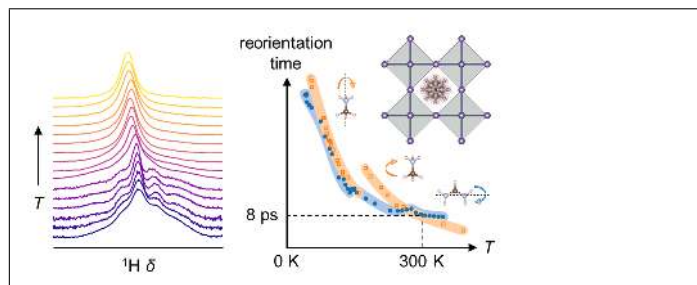 T
¹H δ
reorientation
time
8 ps
0 K
300 K
T